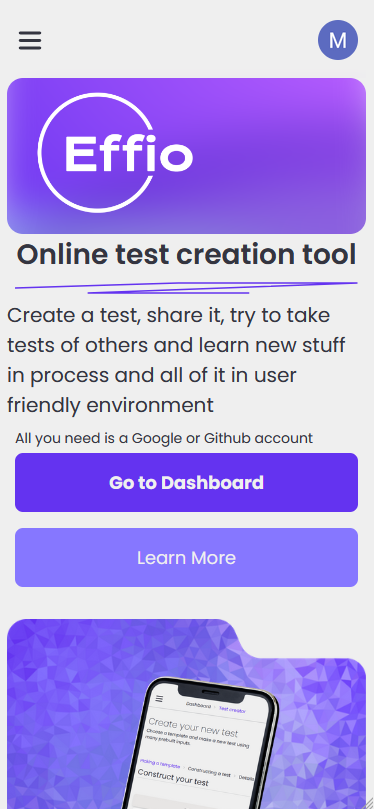 M
Effio
Online test creation tool
Create a test, share it, try to take
tests of others and learn new stuff
in process and all of it in user
friendly environment
All you need is a Google or Github account
Go to Dashboard
Learn More
Dashboard Test creator
Create your new test
Choose a template and make a new test using
many prebuilt inputs
Making a template Constructing a test Details
Construct your test